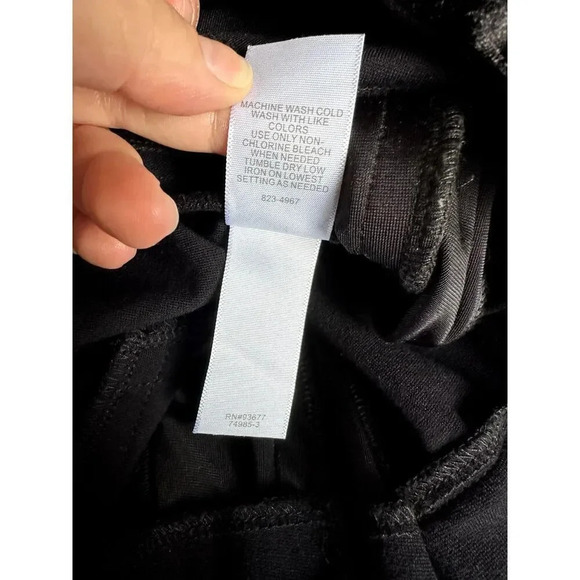 MACHINE WASH COLD
WASH WITH LIKE
COLORS
USE ONLY NON-
CHLORINE BLEACH
WHEN NEEDED
TUMBLE DRY LOW
IRON ON LOWEST
SETTING AS NEEDED
823-4967
RN#93677
74985-3